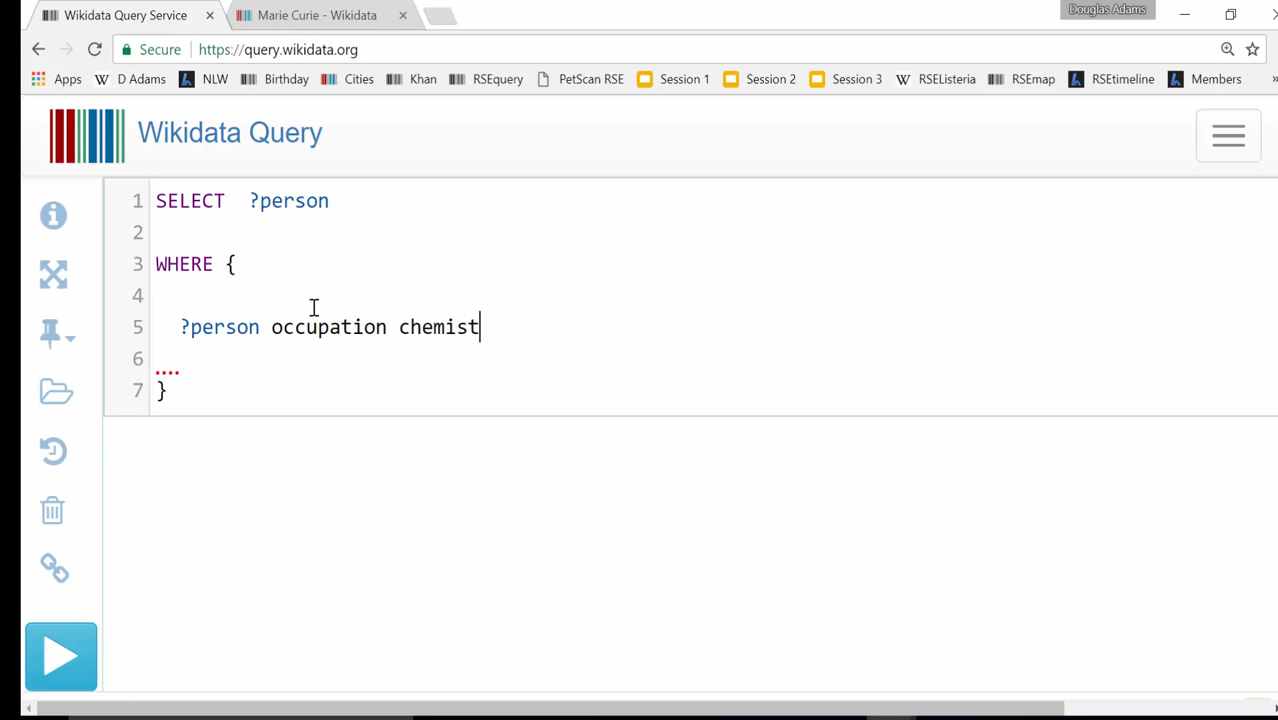 Wikidata Query Service
Marie Curie - Wikidata
Douglas Adams
Secure
https://query.wikidata.org
Apps
D Adams
NLW
Birthday
Cities
Khan
RSEquery
PetScan RSE
Session 1
Session 2
Session 3
RSEListeria
RSEmap
RSEtimeline
Members
Wikidata Query
1 SELECT ?person
2
3 WHERE {
4
5 ?person occupation chemist
6
7 }